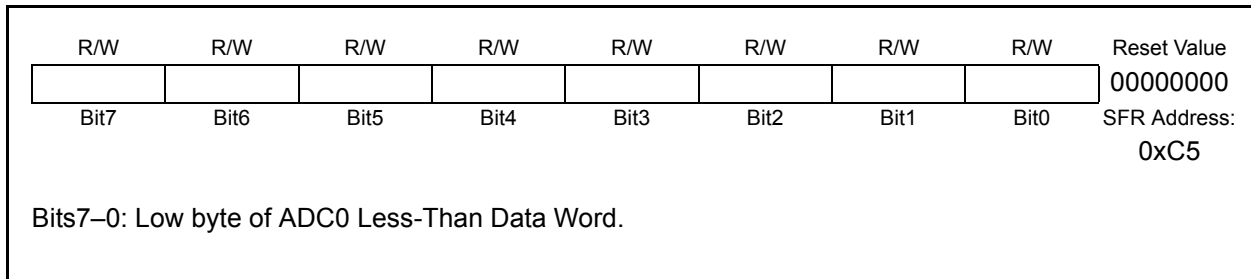 R/W R/W R/W R/W R/W R/W R/W R/W Reset Value
00000000
Bit7 Bit6 Bit5 Bit4 Bit3 Bit2 Bit1 Bit0 SFR Address:
0xC5
Bits7–0: Low byte of ADC0 Less-Than Data Word.